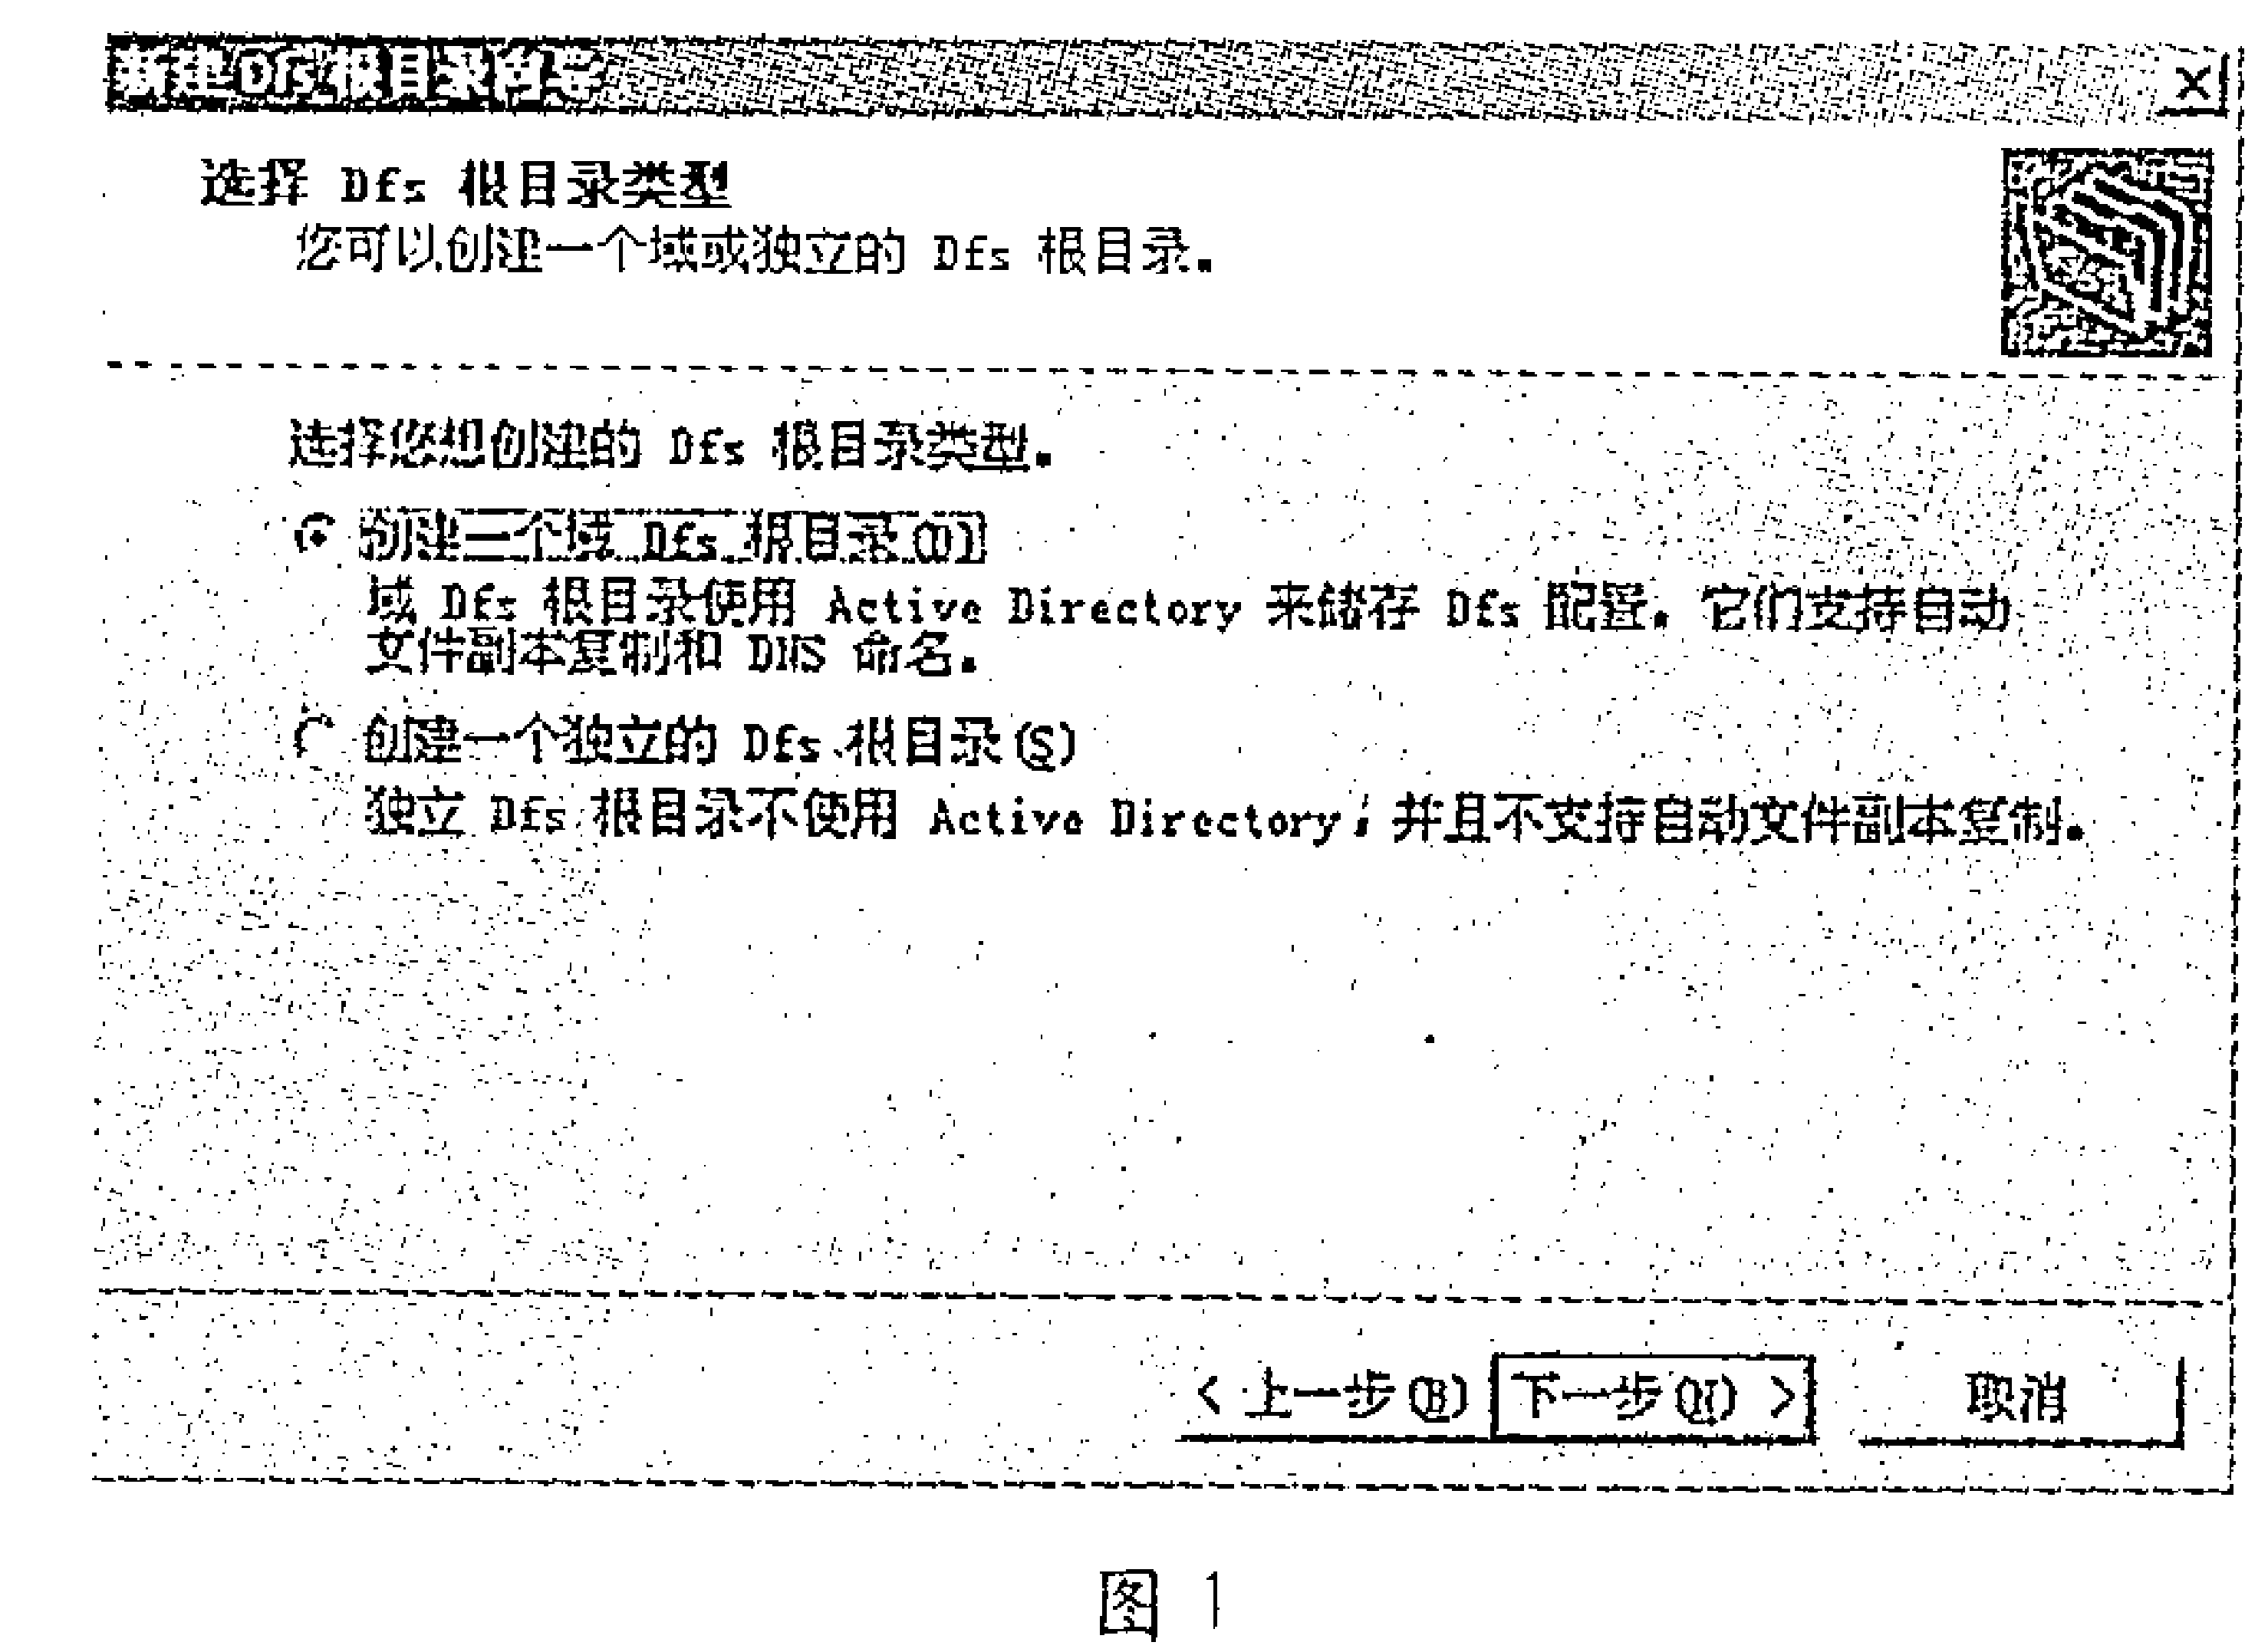 新建Dfs根目录向导
选择 Dfs 根目录类型
您可以创建一个域或独立的 Dfs 根目录。
选择您想创建的 Dfs 根目录类型。
创建一个域 Dfs 根目录(D)
域 Dfs 根目录使用 Active Directory 来储存 Dfs 配置。它们支持自动
文件副本复制和 DNS 命名。
创建一个独立的 Dfs 根目录(S)
独立 Dfs 根目录不使用 Active Directory，并且不支持自动文件副本复制。
< 上一步(B) 下一步(N) > 取消
图 1